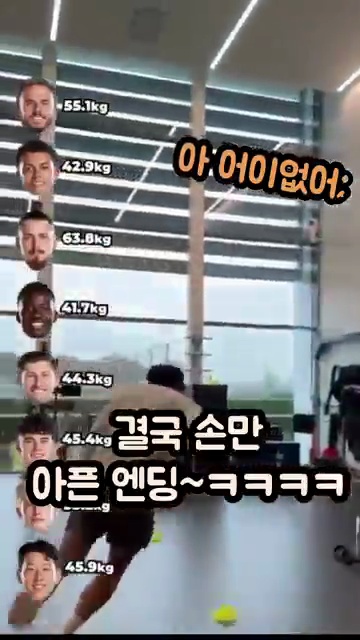 55.1kg
42.9kg
아 어이없어;
63.8kg
41.7kg
44.3kg
45.4kg
결국 손만
아픈 엔딩~ㅋㅋㅋㅋ
45.9kg